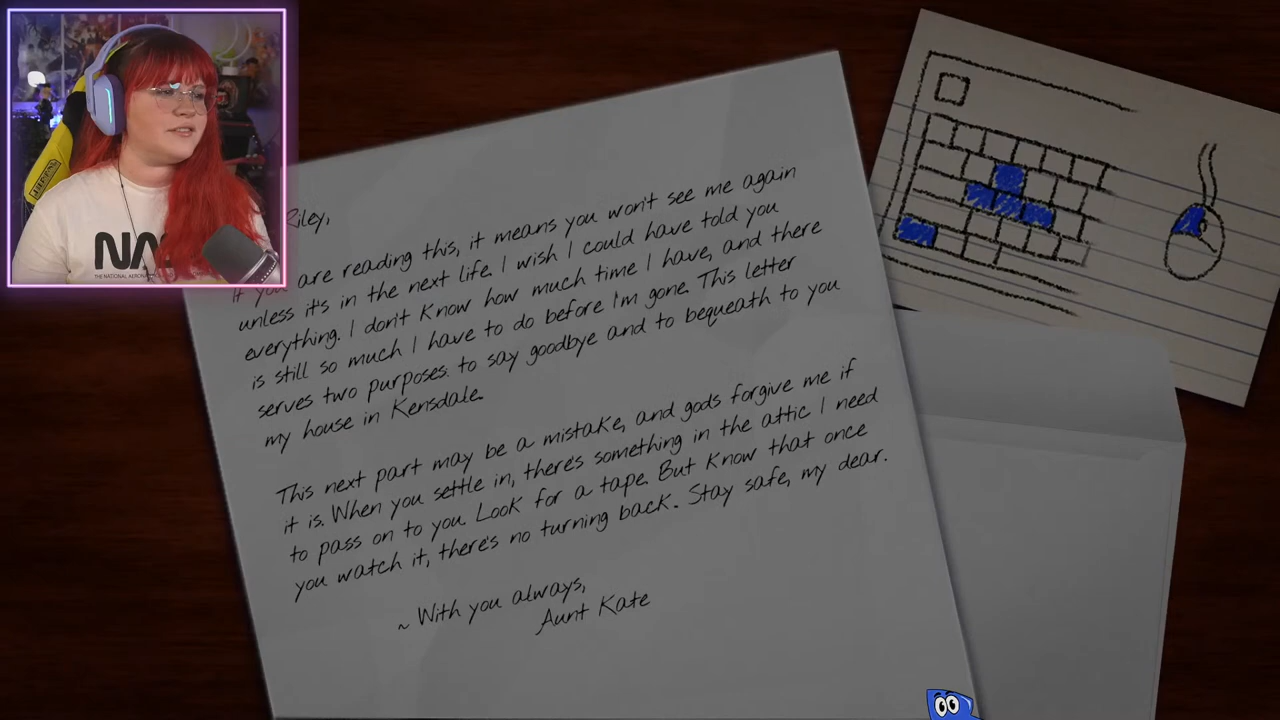 Riley,
If you are reading this, it means you won't see me again
unless it's in the next life. I wish I could have told you
everything. I don't know how much time I have, and there
is still so much I have to do before I'm gone. This letter
serves two purposes: to say goodbye and to bequeath to you
my house in Kensdale.
This next part may be a mistake, and gods forgive me if
it is. When you settle in, there's something in the attic I need
to pass on to you. Look for a tape. But know that once
you watch it, there's no turning back. Stay safe, my dear.
~ With you always,
Aunt Kate